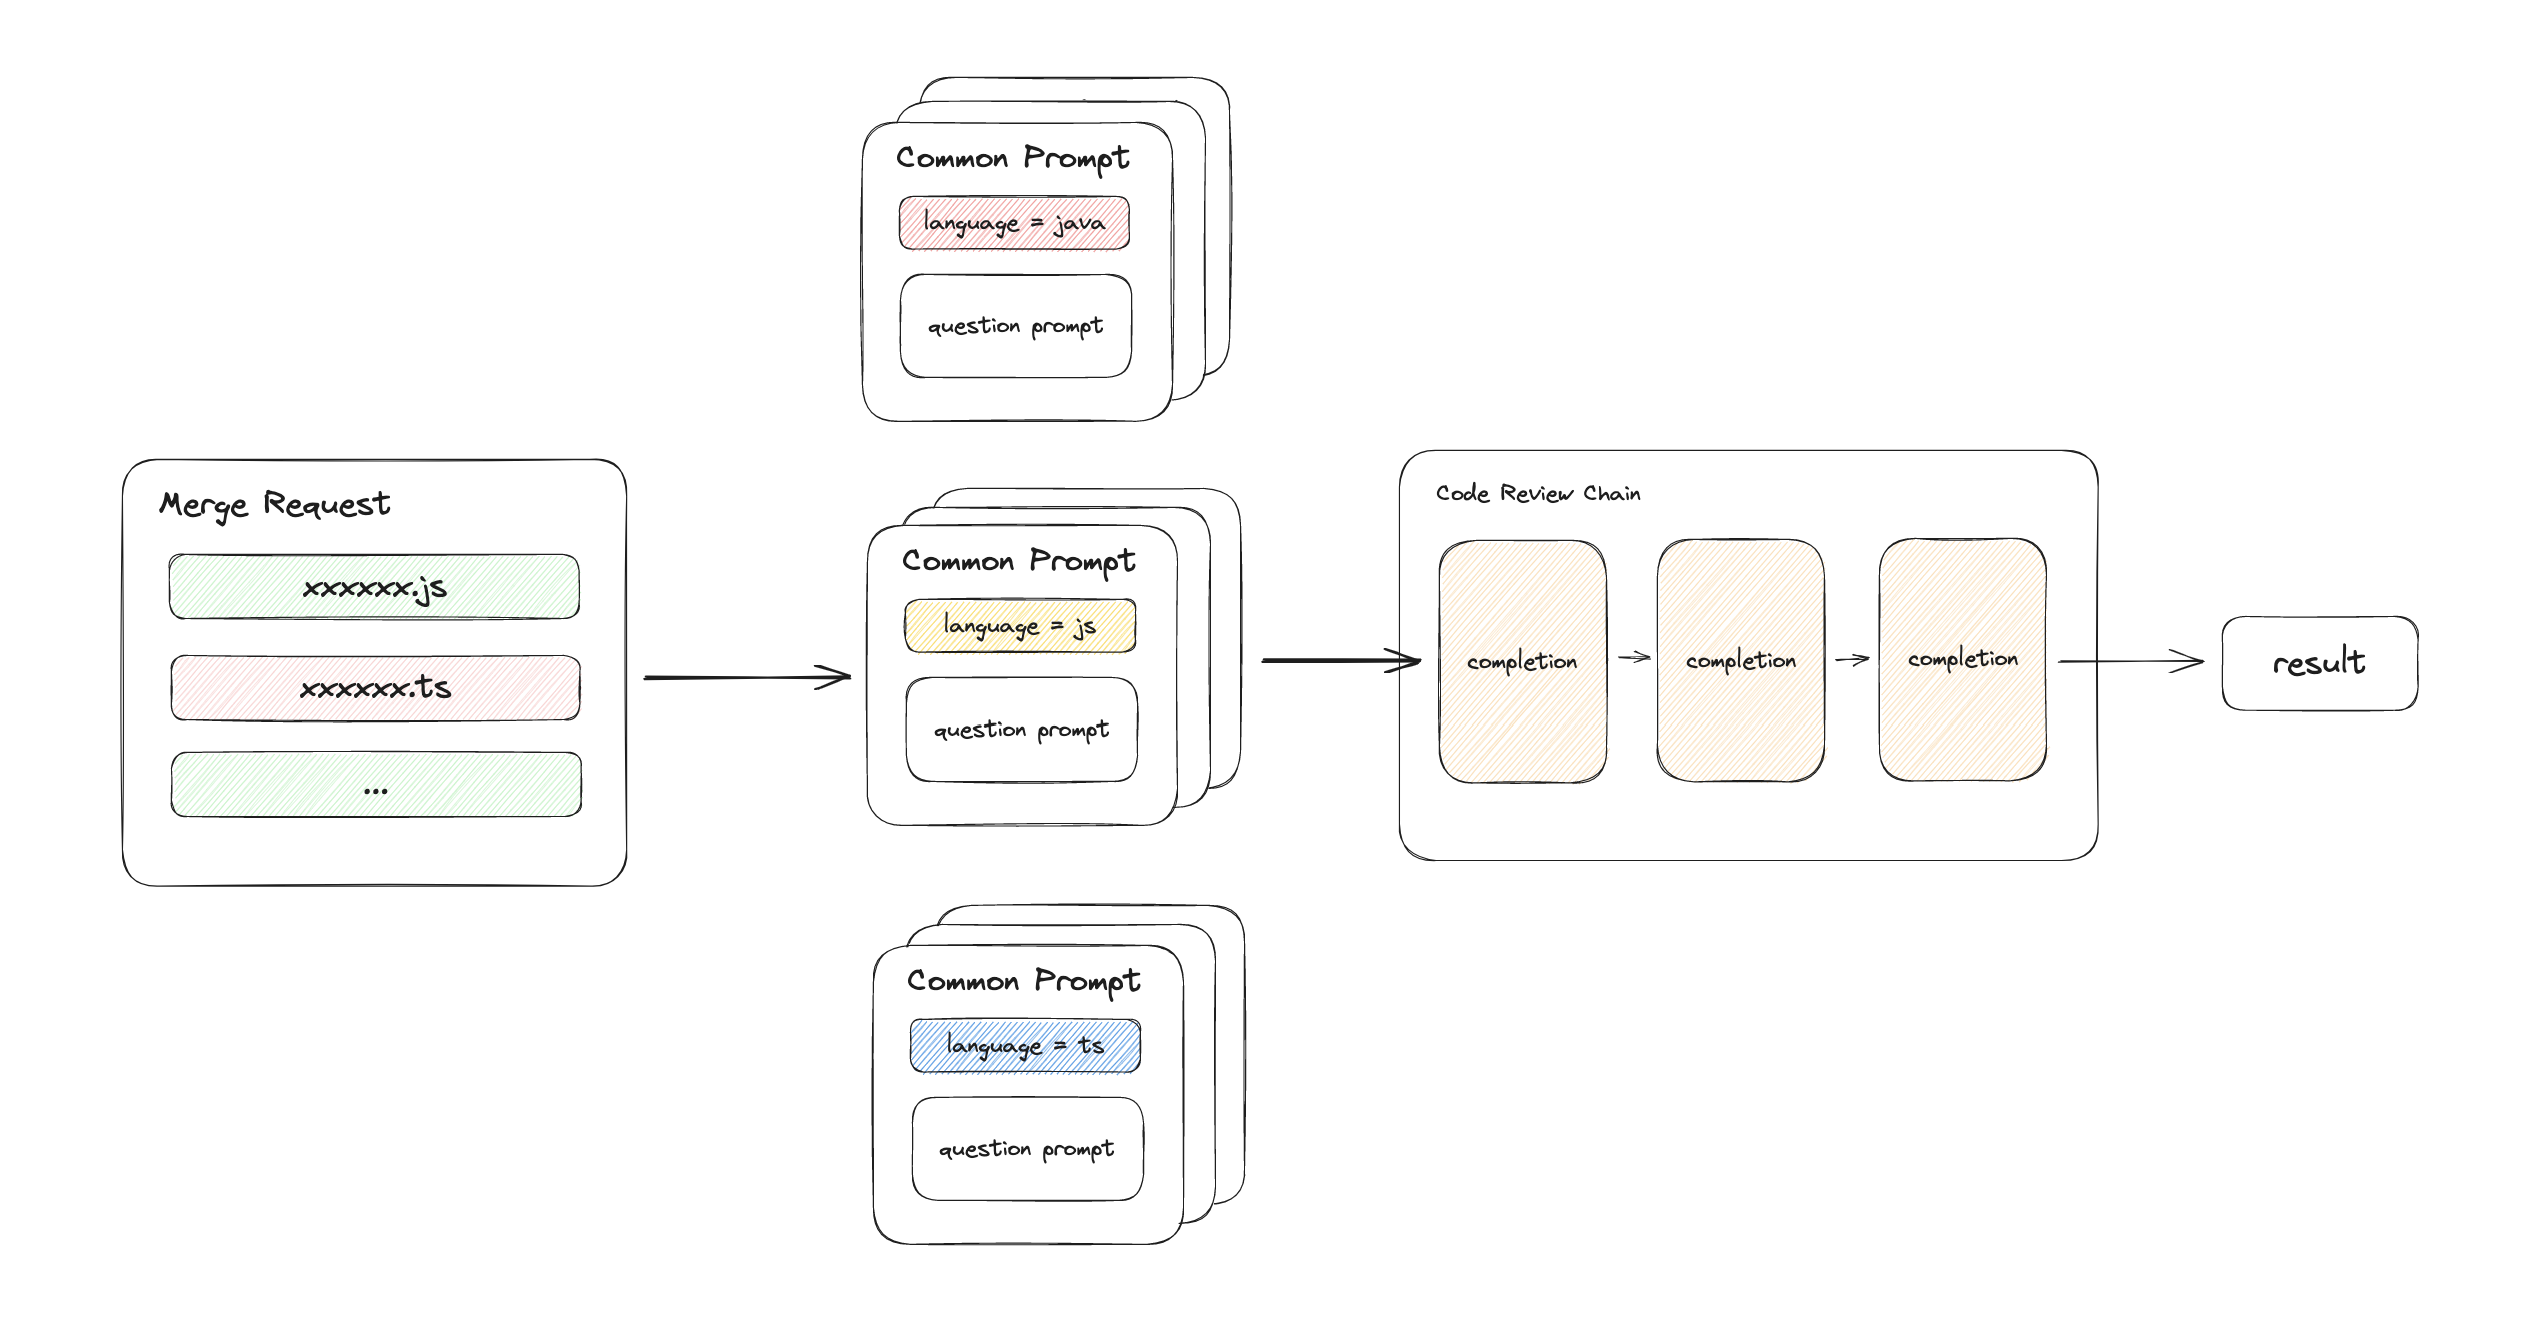 Merge Request
xxxxxx.js
xxxxxx.ts
...
Common Prompt
language = java
question prompt
Common Prompt
language = js
question prompt
Common Prompt
language = ts
question prompt
Code Review Chain
completion
completion
completion
result